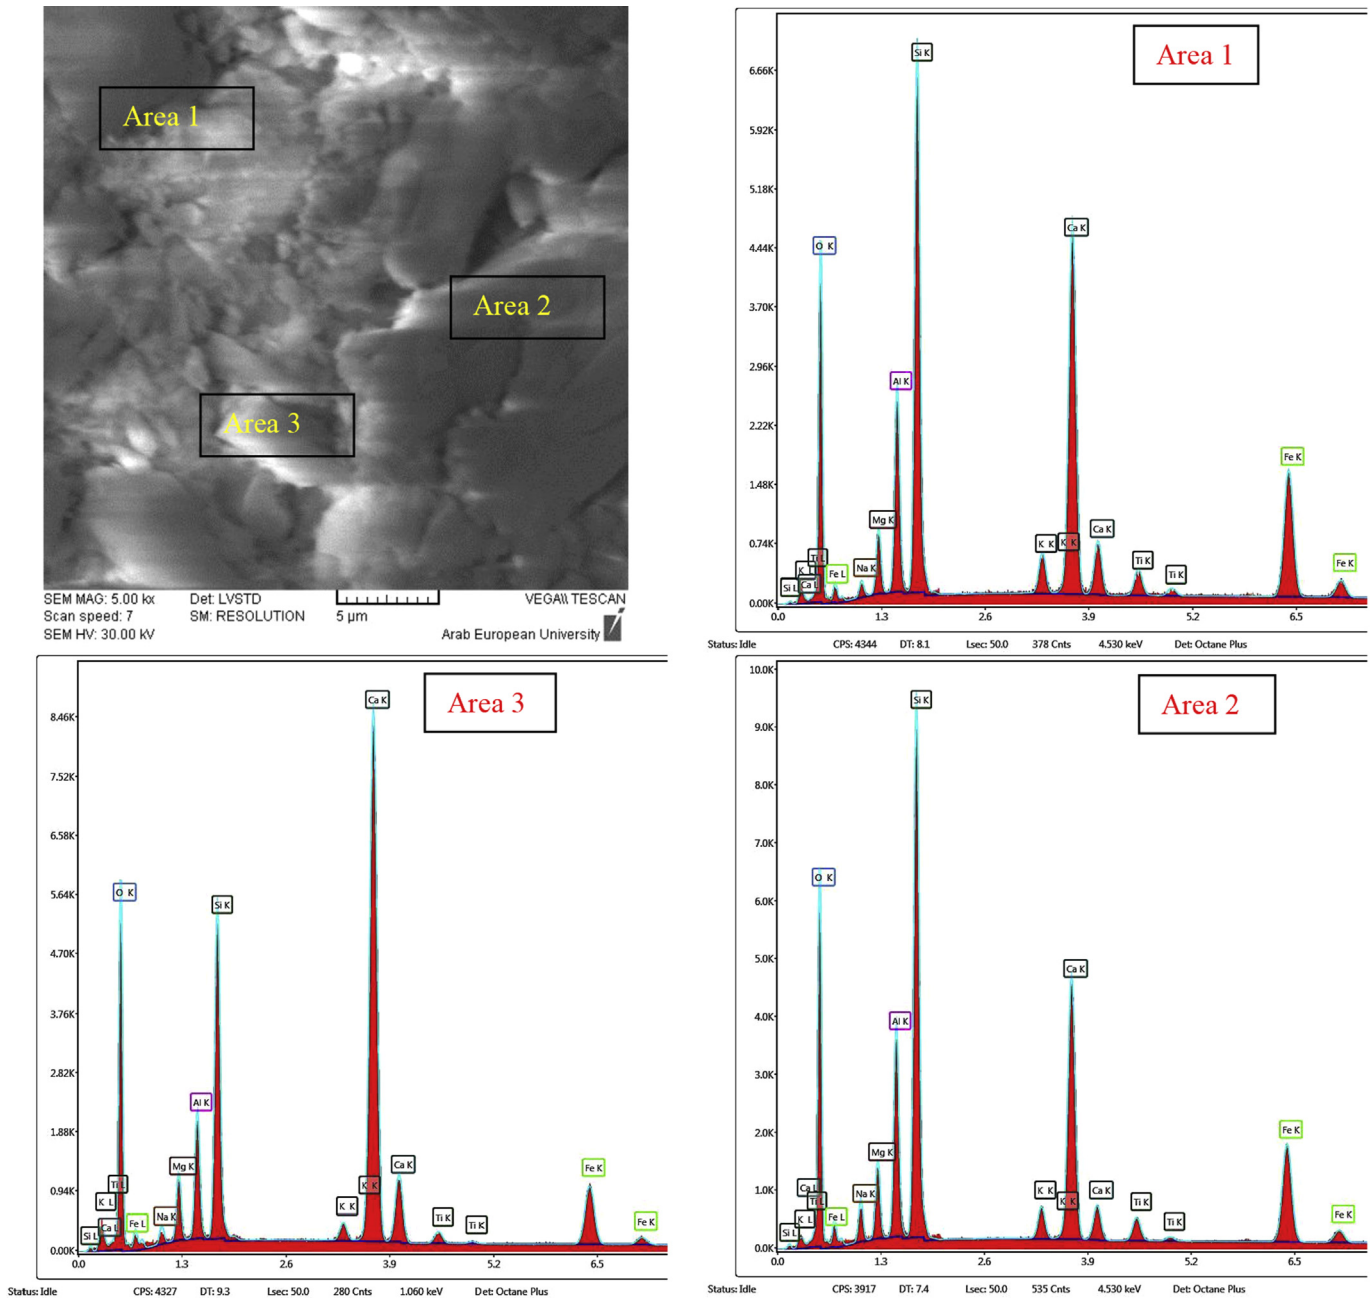 Area 1
Area 2
Area 3
SEM MAG: 5.00 kx
Det: LVSTD
VEGA\\ TESCAN
Scan speed: 7
SM: RESOLUTION
5 µm
SEM HV: 30.00 kV
Arab European University
Area 1
6.66K
5.92K
5.18K
4.44K
3.70K
2.96K
2.22K
1.48K
0.74K
0.00K
Si K
Ca K
O K
Al K
Fe K
Mg K
K K
K K
Ca K
Ti L
K L
Ca L
Si L
Fe L
Na K
Ti K
Ti K
Fe K
0.0 1.3 2.6 3.9 5.2 6.5
Status: Idle CPS: 4344 DT: 8.1 Lsec: 50.0 378 Cnts 4.530 keV Det: Octane Plus
Area 3
8.46K
7.52K
6.58K
5.64K
4.70K
3.76K
2.82K
1.88K
0.94K
0.00K
Ca K
O K
Si K
Al K
Mg K
Ca K
Fe K
Ti L
K K
K L
K K
Ca L
Si L
Fe L
Na K
Ti K
Ti K
Fe K
0.0 1.3 2.6 3.9 5.2 6.5
Status: Idle CPS: 4327 DT: 9.3 Lsec: 50.0 280 Cnts 1.060 keV Det: Octane Plus
Area 2
10.0K
9.0K
8.0K
7.0K
6.0K
5.0K
4.0K
3.0K
2.0K
1.0K
0.0K
Si K
O K
Ca K
Al K
Fe K
Mg K
Ca L
Na K
K K
K K
Ca K
Ti L
K L
Si L
Fe L
Ti K
Ti K
Fe K
0.0 1.3 2.6 3.9 5.2 6.5
Status: Idle CPS: 3917 DT: 7.4 Lsec: 50.0 535 Cnts 4.530 keV Det: Octane Plus